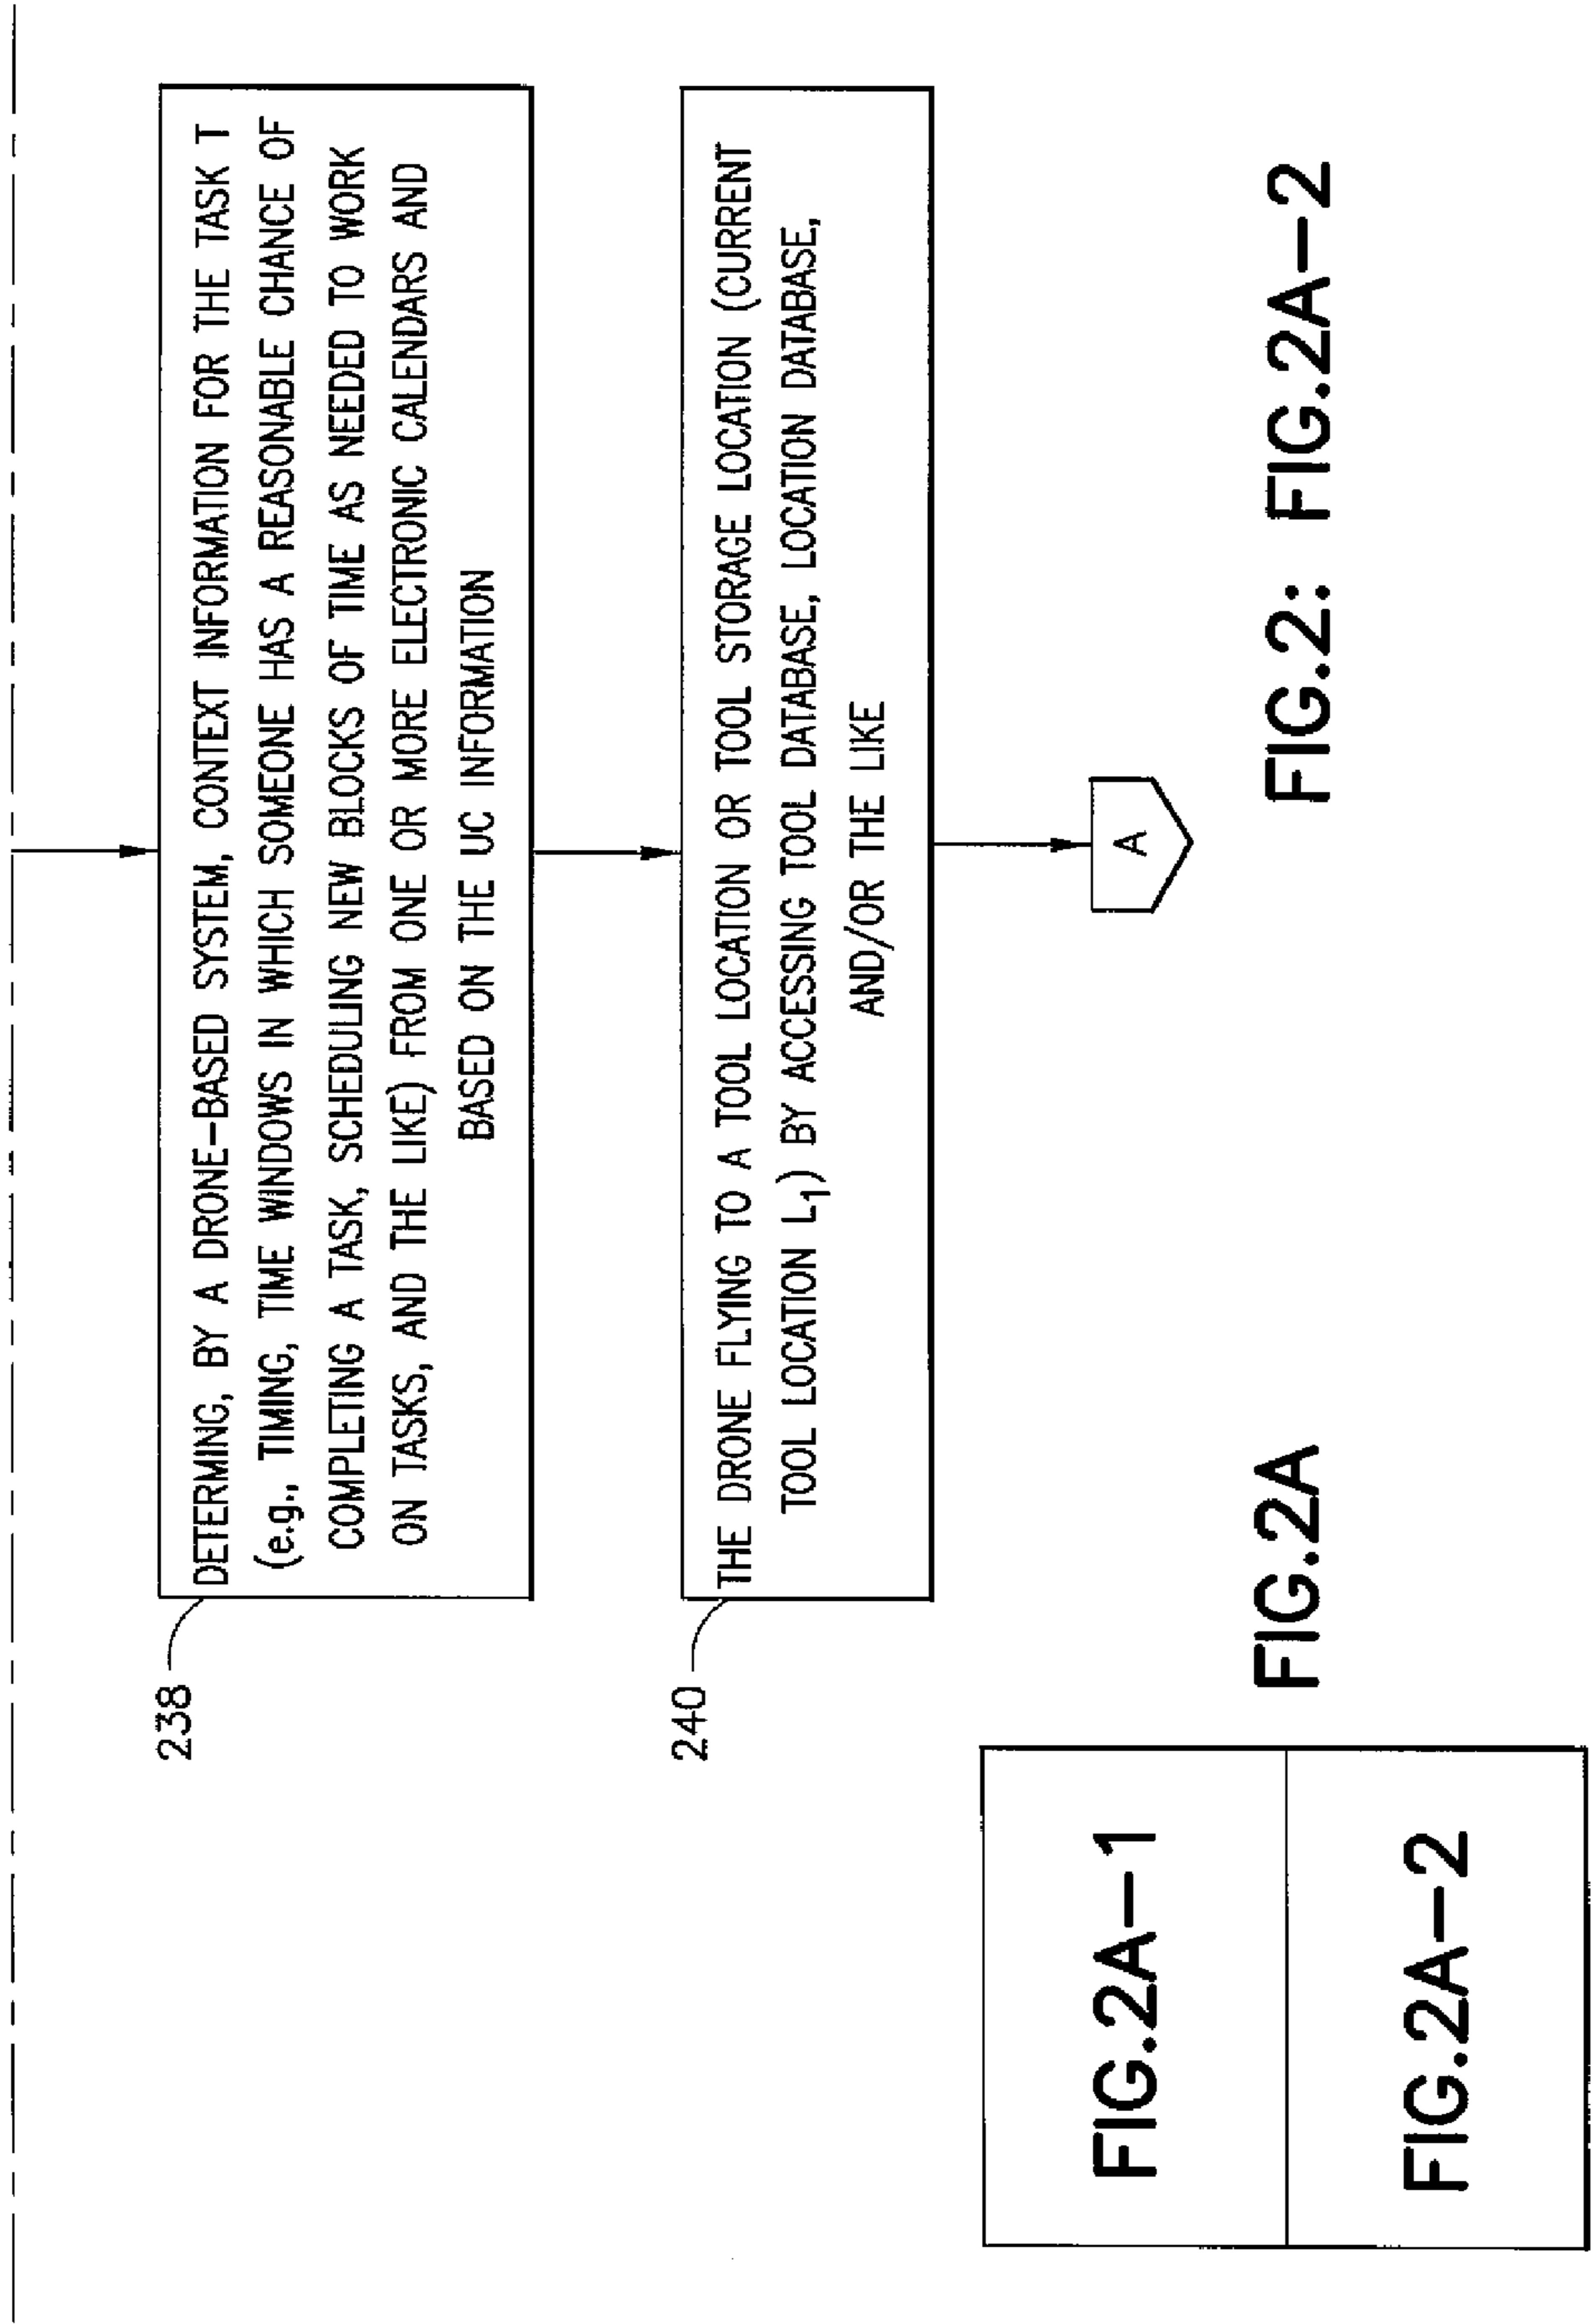 238
DETERMINING, BY A DRONE-BASED SYSTEM, CONTEXT INFORMATION FOR THE TASK T
(e.g., TIMING, TIME WINDOWS IN WHICH SOMEONE HAS A REASONABLE CHANCE OF
COMPLETING A TASK, SCHEDULING NEW BLOCKS OF TIME AS NEEDED TO WORK
ON TASKS, AND THE LIKE) FROM ONE OR MORE ELECTRONIC CALENDARS AND
BASED ON THE UC INFORMATION
240
THE DRONE FLYING TO A TOOL LOCATION OR TOOL STORAGE LOCATION (CURRENT
TOOL LOCATION L₁) BY ACCESSING TOOL DATABASE, LOCATION DATABASE,
AND/OR THE LIKE
A
FIG.2A-1
FIG.2A-2
FIG.2A
FIG.2: FIG.2A-2